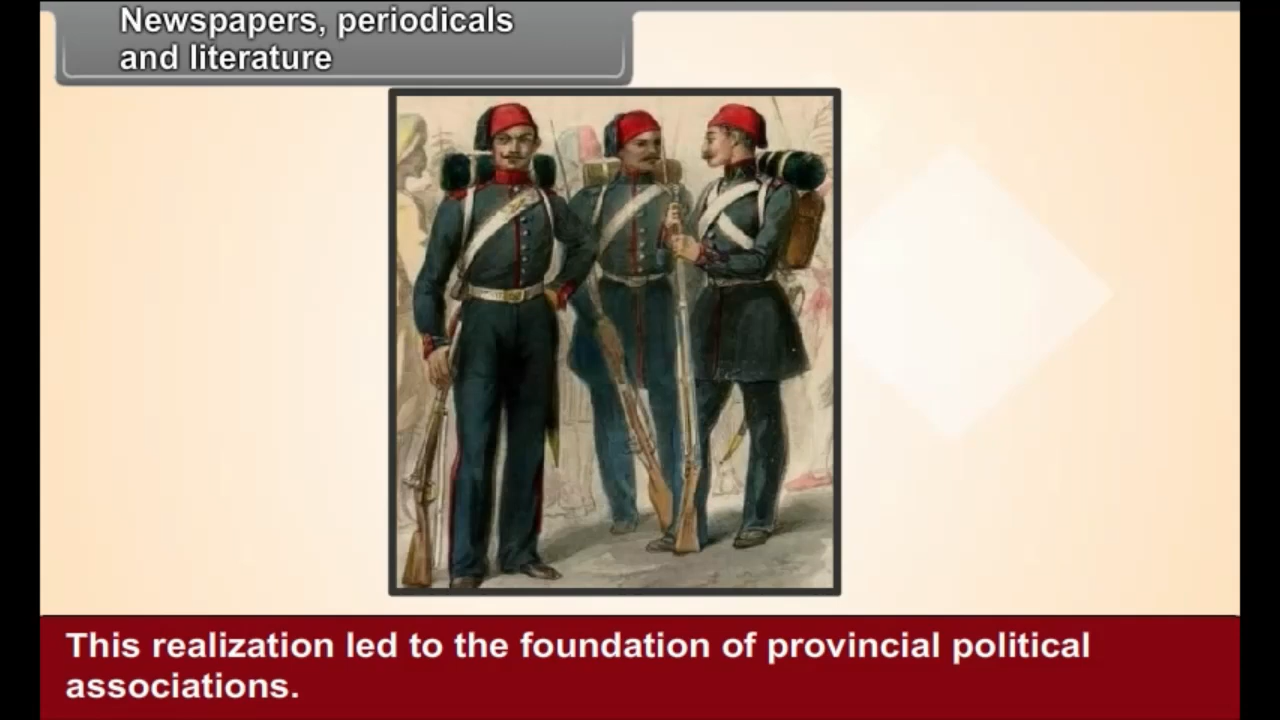 Newspapers, periodicals
and literature
This realization led to the foundation of provincial political
associations.